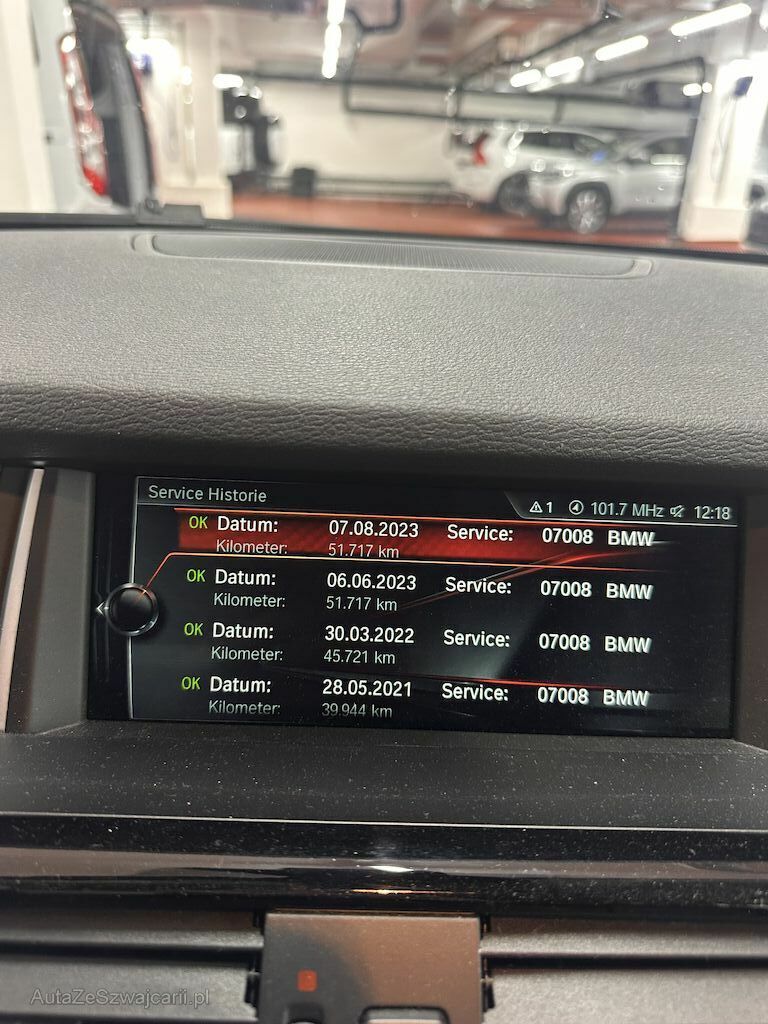 Service Historie
1 101.7 MHz 12:18
OK Datum: 07.08.2023 Service: 07008 BMW
Kilometer: 51.717 km
OK Datum: 06.06.2023 Service: 07008 BMW
Kilometer: 51.717 km
OK Datum: 30.03.2022 Service: 07008 BMW
Kilometer: 45.721 km
OK Datum: 28.05.2021 Service: 07008 BMW
Kilometer: 39.944 km
AutaZeSzwajcarii.pl